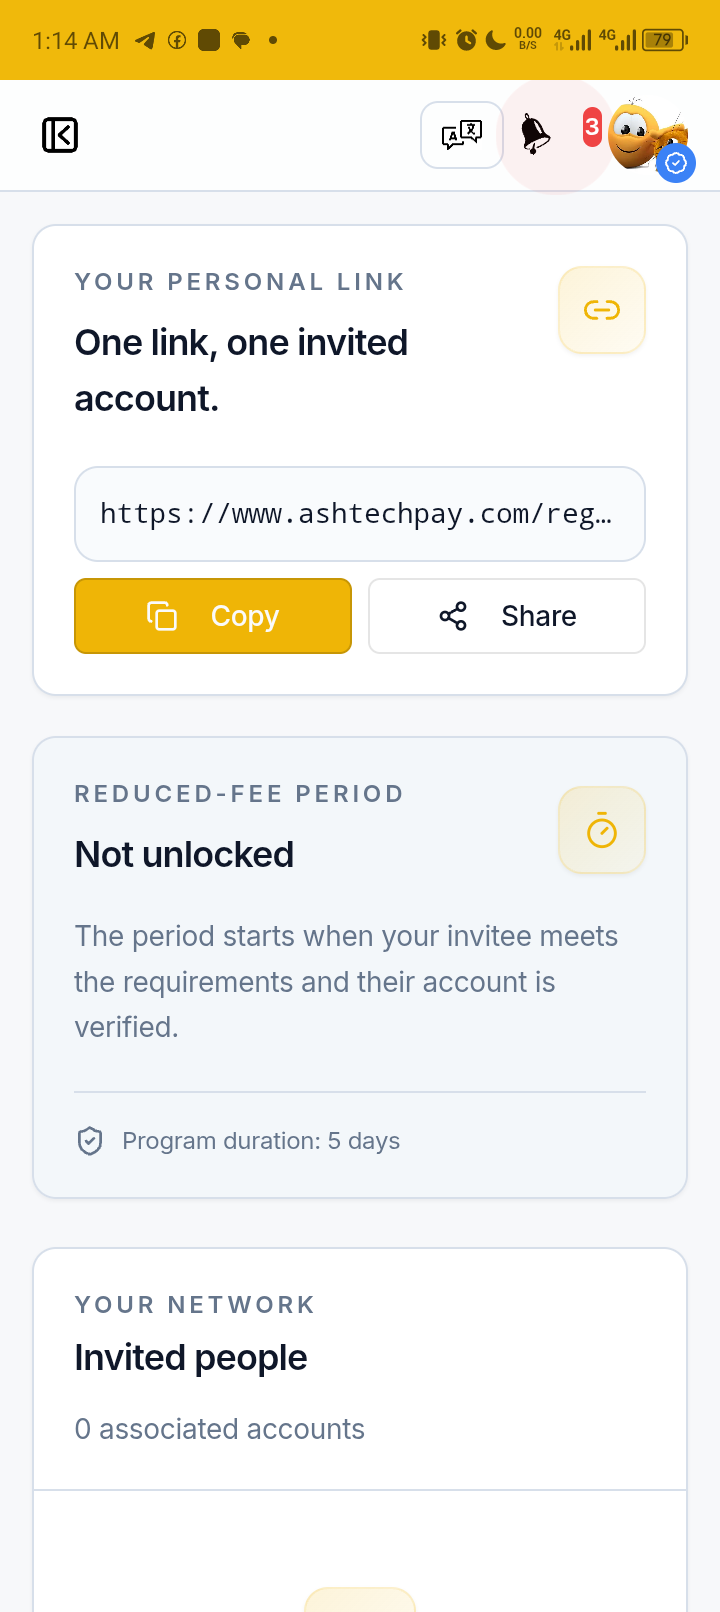 1:14 AM
0.00
B/S
4G
4G
79
A 文
3
YOUR PERSONAL LINK
One link, one invited
account.
https://www.ashtechpay.com/reg…
Copy
Share
REDUCED-FEE PERIOD
Not unlocked
The period starts when your invitee meets
the requirements and their account is
verified.
Program duration: 5 days
YOUR NETWORK
Invited people
0 associated accounts